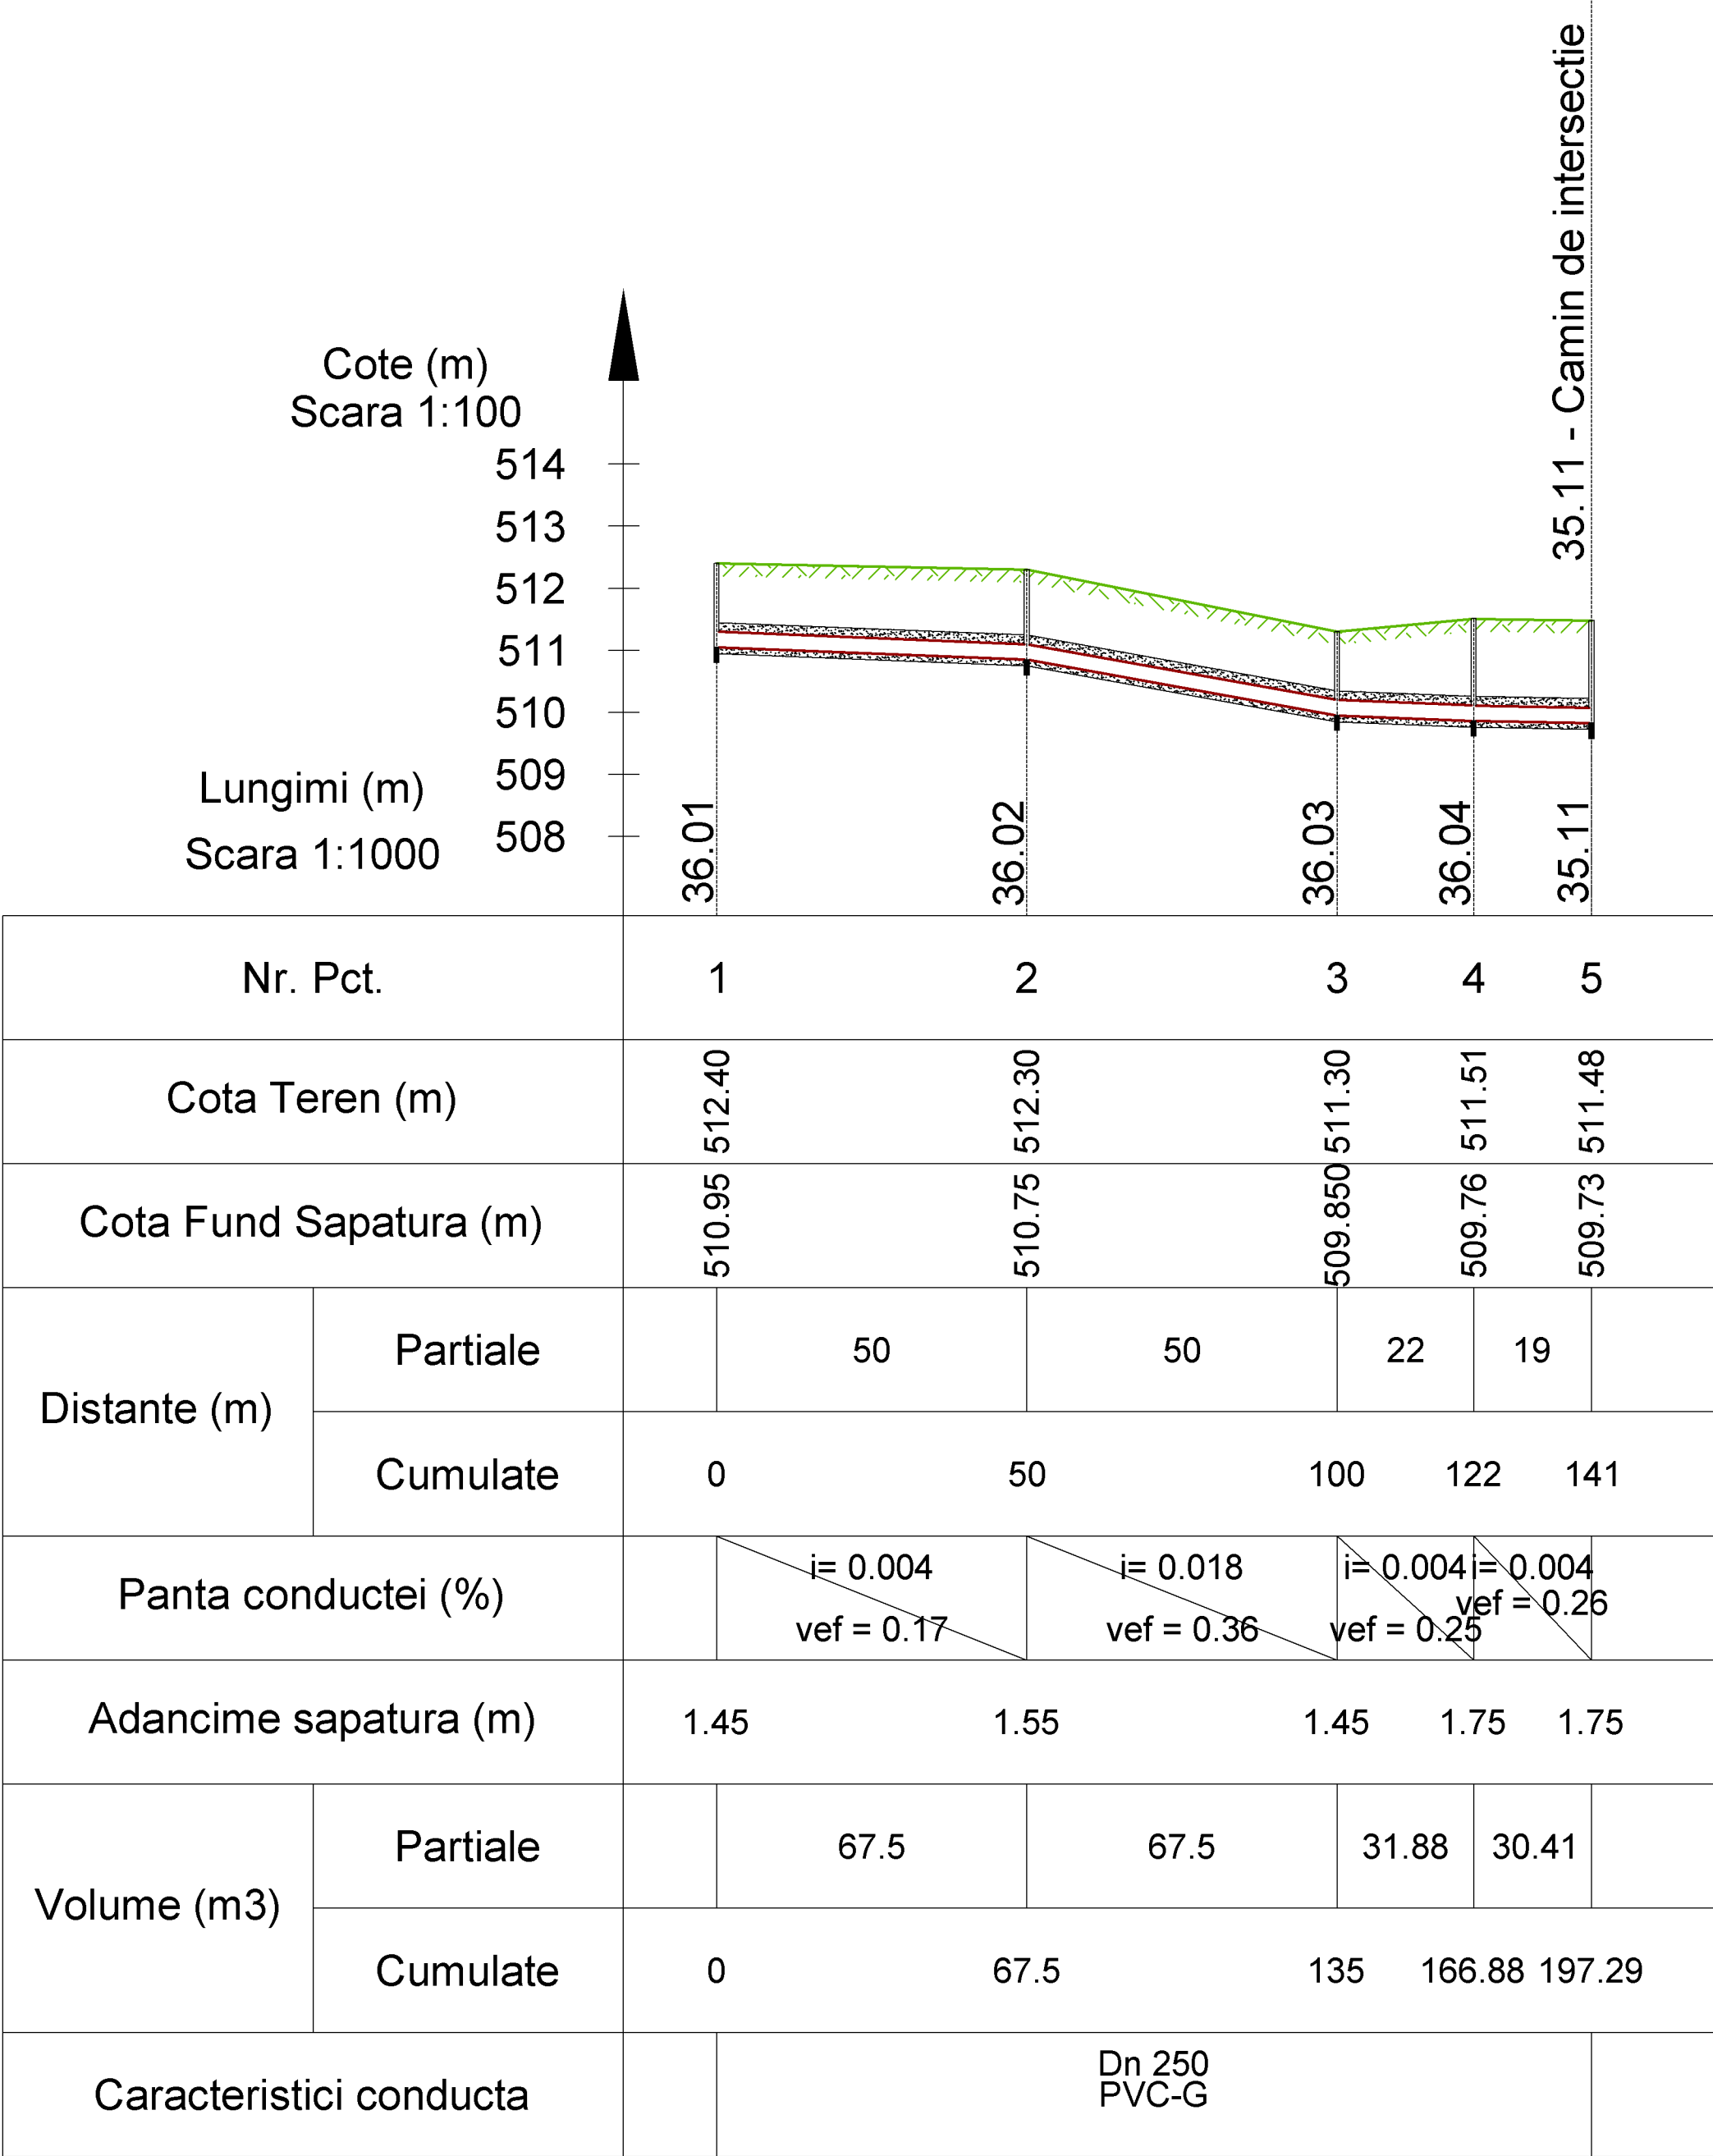 35.11 - Camin de intersectie
Cote (m)
Scara 1:100
514
513
512
511
510
509
508
Lungimi (m)
Scara 1:1000
36.01 36.02 36.03 36.04 35.11
Nr. Pct. 1 2 3 4 5
Cota Teren (m) 512.40 512.30 511.30 511.51 511.48
Cota Fund Sapatura (m) 510.95 510.75 509.850 509.76 509.73
Distante (m)
Partiale 50 50 22 19
Cumulate 0 50 100 122 141
Panta conductei (%)
i= 0.004 i= 0.018 i= 0.004 i= 0.004
vef = 0.17 vef = 0.36 vef = 0.25 vef = 0.26
Adancime sapatura (m) 1.45 1.55 1.45 1.75 1.75
Volume (m3)
Partiale 67.5 67.5 31.88 30.41
Cumulate 0 67.5 135 166.88 197.29
Caracteristici conducta
Dn 250
PVC-G